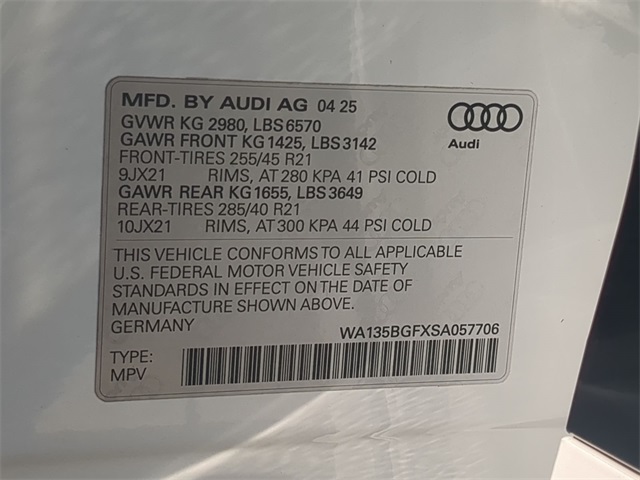 MFD. BY AUDI AG 04 25
GVWR KG 2980, LBS 6570
GAWR FRONT KG 1425, LBS 3142
FRONT-TIRES 255/45 R21
9JX21 RIMS, AT 280 KPA 41 PSI COLD
GAWR REAR KG 1655, LBS 3649
REAR-TIRES 285/40 R21
10JX21 RIMS, AT 300 KPA 44 PSI COLD
Audi
THIS VEHICLE CONFORMS TO ALL APPLICABLE
U.S. FEDERAL MOTOR VEHICLE SAFETY
STANDARDS IN EFFECT ON THE DATE OF
MANUFACTURE SHOWN ABOVE.
GERMANY
WA135BGFXSA057706
TYPE:
MPV